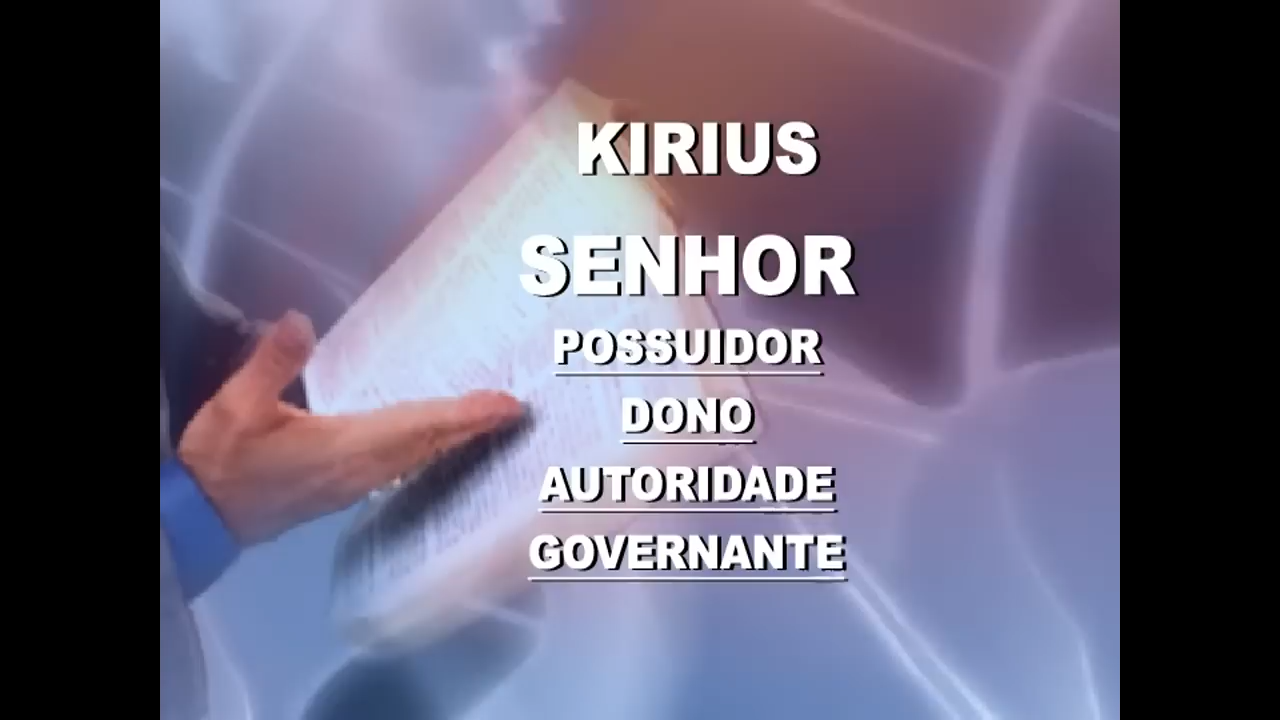 KIRIUS
SENHOR
POSSUIDOR
DONO
AUTORIDADE
GOVERNANTE